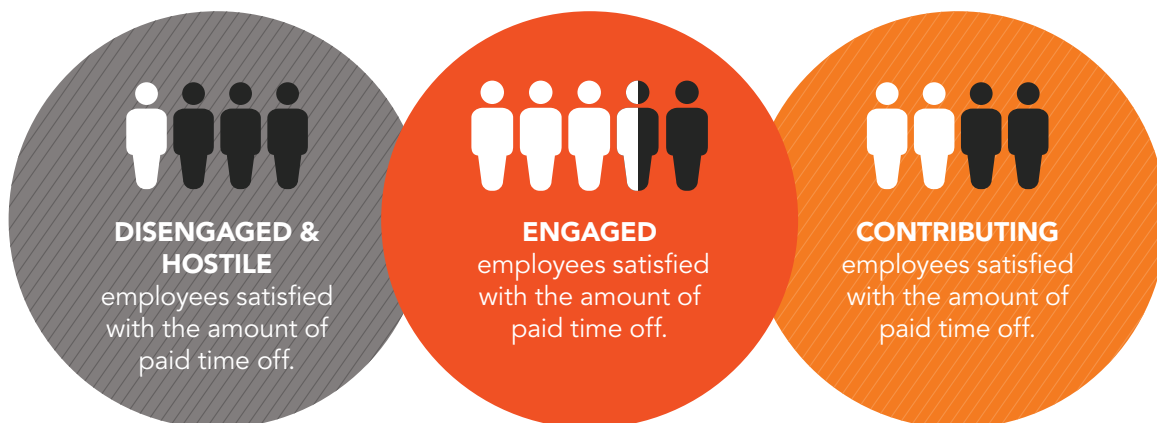 DISENGAGED &
HOSTILE
employees satisfied
with the amount of
paid time off.
ENGAGED
employees satisfied
with the amount of
paid time off.
CONTRIBUTING
employees satisfied
with the amount of
paid time off.